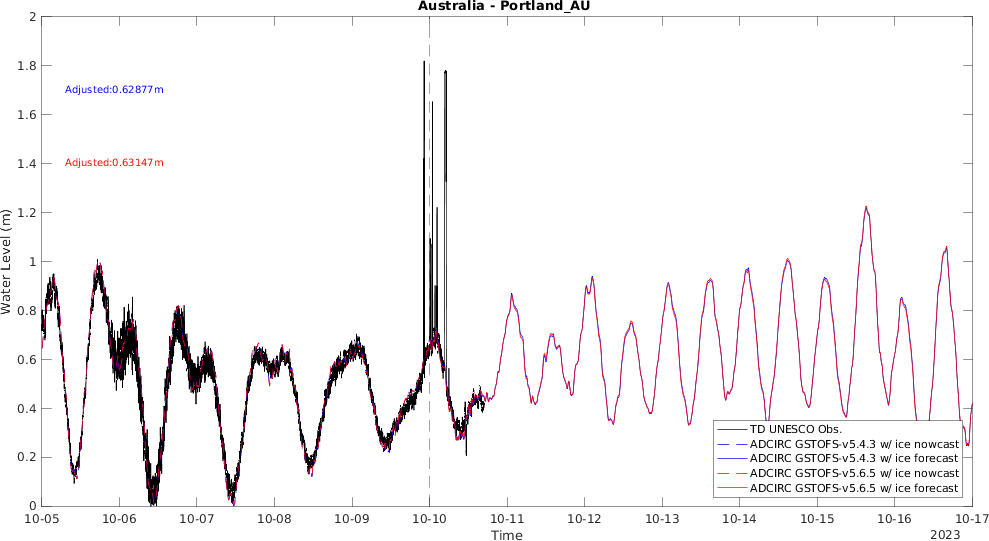 Australia - Portland_AU
2
1.8
1.6
1.4
1.2
1
0.8
0.6
0.4
0.2
0
Water Level (m)
Adjusted:0.62877m
Adjusted:0.63147m
TD UNESCO Obs.
ADCIRC GSTOFS-v5.4.3 w/ ice nowcast
ADCIRC GSTOFS-v5.4.3 w/ ice forecast
ADCIRC GSTOFS-v5.6.5 w/ ice nowcast
ADCIRC GSTOFS-v5.6.5 w/ ice forecast
10-05 10-06 10-07 10-08 10-09 10-10 10-11 10-12 10-13 10-14 10-15 10-16 10-17
Time
2023